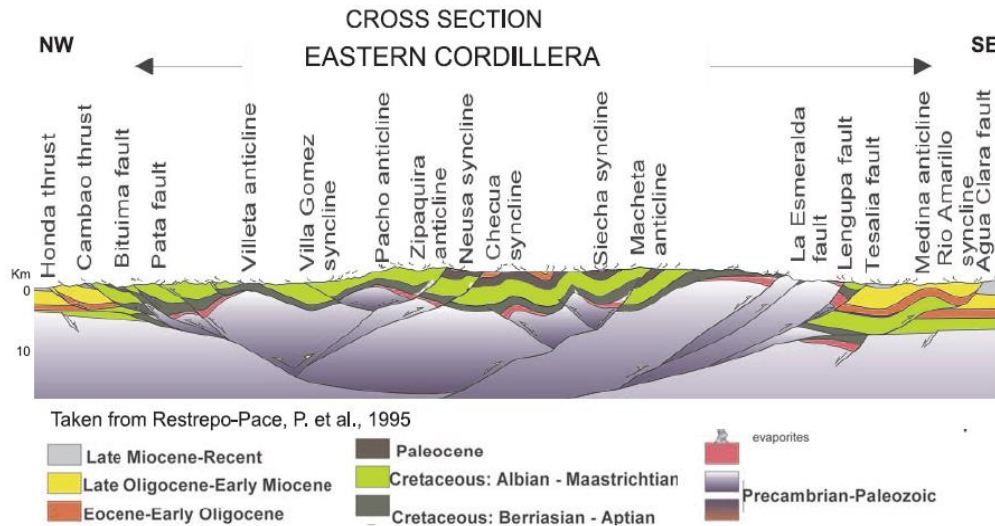 CROSS SECTION
NW
SE
EASTERN CORDILLERA
Honda thrust
Cambao thrust
Bituima fault
Pata fault
Villeta anticline
Villa Gomez
syncline
Pacho anticline
Zipaquira
anticline
Neusa syncline
Checua
syndline
Siecha syncline
Macheta
anticline
La Esmeralda
fault
Lengupa fault
Tesalia fault
Medina anticline
Rio Amarillo
syncline
Agua Clara fault
Km
0
10
Taken from Restrepo-Pace, P. et al., 1995
Late Miocene-Recent
Late Oligocene-Early Miocene
Eocene-Early Oligocene
Paleocene
Cretaceous: Albian - Maastrichtian
Cretaceous: Berriasian - Aptian
evaporites
Precambrian-Paleozoic